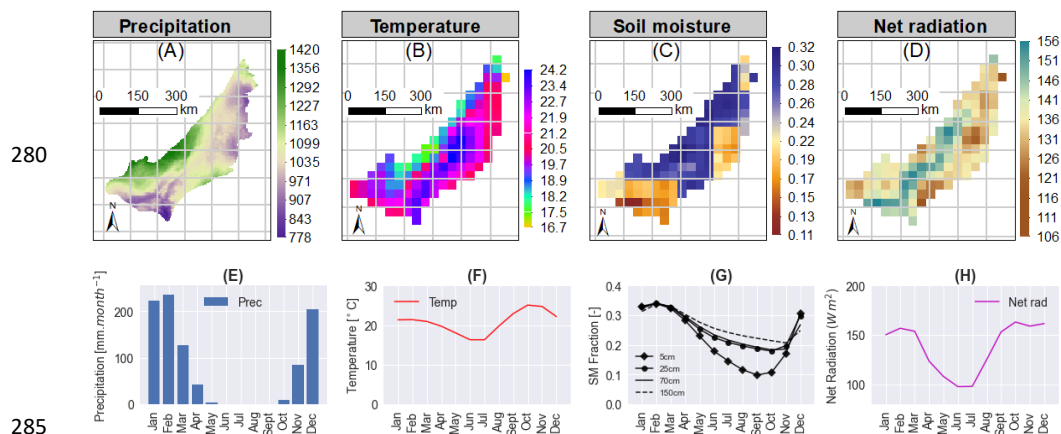 Precipitation
Temperature
Soil moisture
Net radiation
(A)
(B)
(C)
(D)
0 150 300
km
1420
1356
1292
1227
1163
1099
1035
971
907
843
778
0 150 300
km
24.2
23.4
22.7
21.9
21.2
20.5
19.7
18.9
18.2
17.5
16.7
0 150 300
km
0.32
0.30
0.28
0.26
0.24
0.22
0.19
0.17
0.15
0.13
0.11
0 150 300
km
156
151
146
141
136
131
126
121
116
111
106
N
N
N
N
280
(E)
Precipitation [mm.month⁻¹]
200
100
0
Prec
Jan Feb Mar Apr May Jun Jul Aug Sept Oct Nov Dec
(F)
Temperature [° C]
30
20
10
0
Temp
Jan Feb Mar Apr May Jun Jul Aug Sept Oct Nov Dec
(G)
SM Fraction [-]
0.4
0.3
0.2
0.1
0.0
5cm
25cm
70cm
150cm
Jan Feb Mar Apr May Jun Jul Aug Sept Oct Nov Dec
(H)
Net Radiation (W/m²)
200
150
100
Net rad
Jan Feb Mar Apr May Jun Jul Aug Sept Oct Nov Dec
285